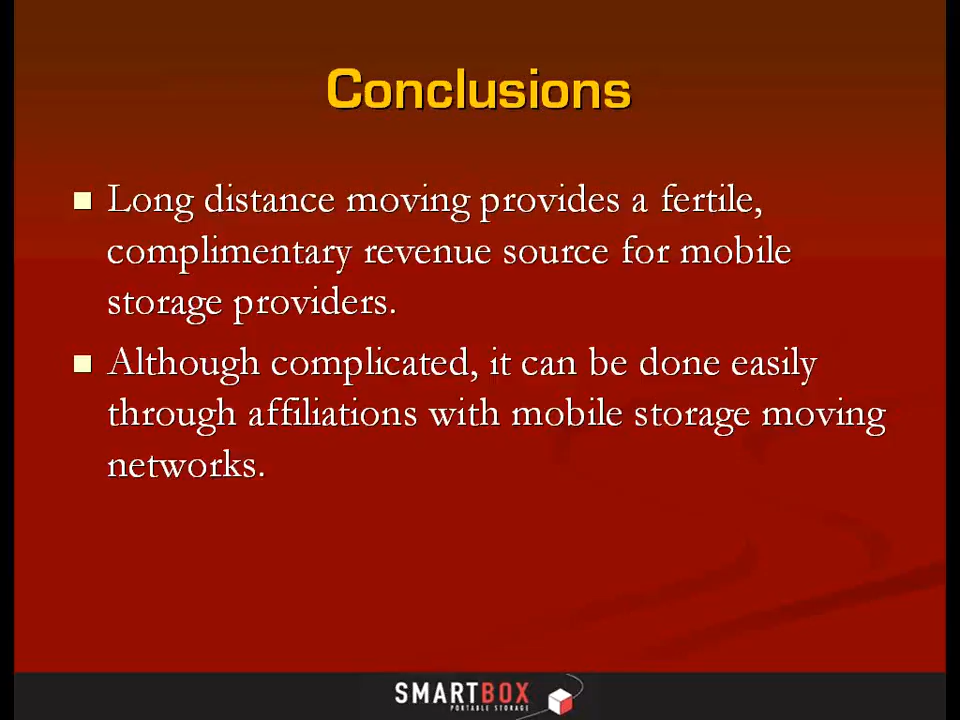 Conclusions
Long distance moving provides a fertile,
complimentary revenue source for mobile
storage providers.
Although complicated, it can be done easily
through affiliations with mobile storage moving
networks.
SMARTBOX
PORTABLE STORAGE